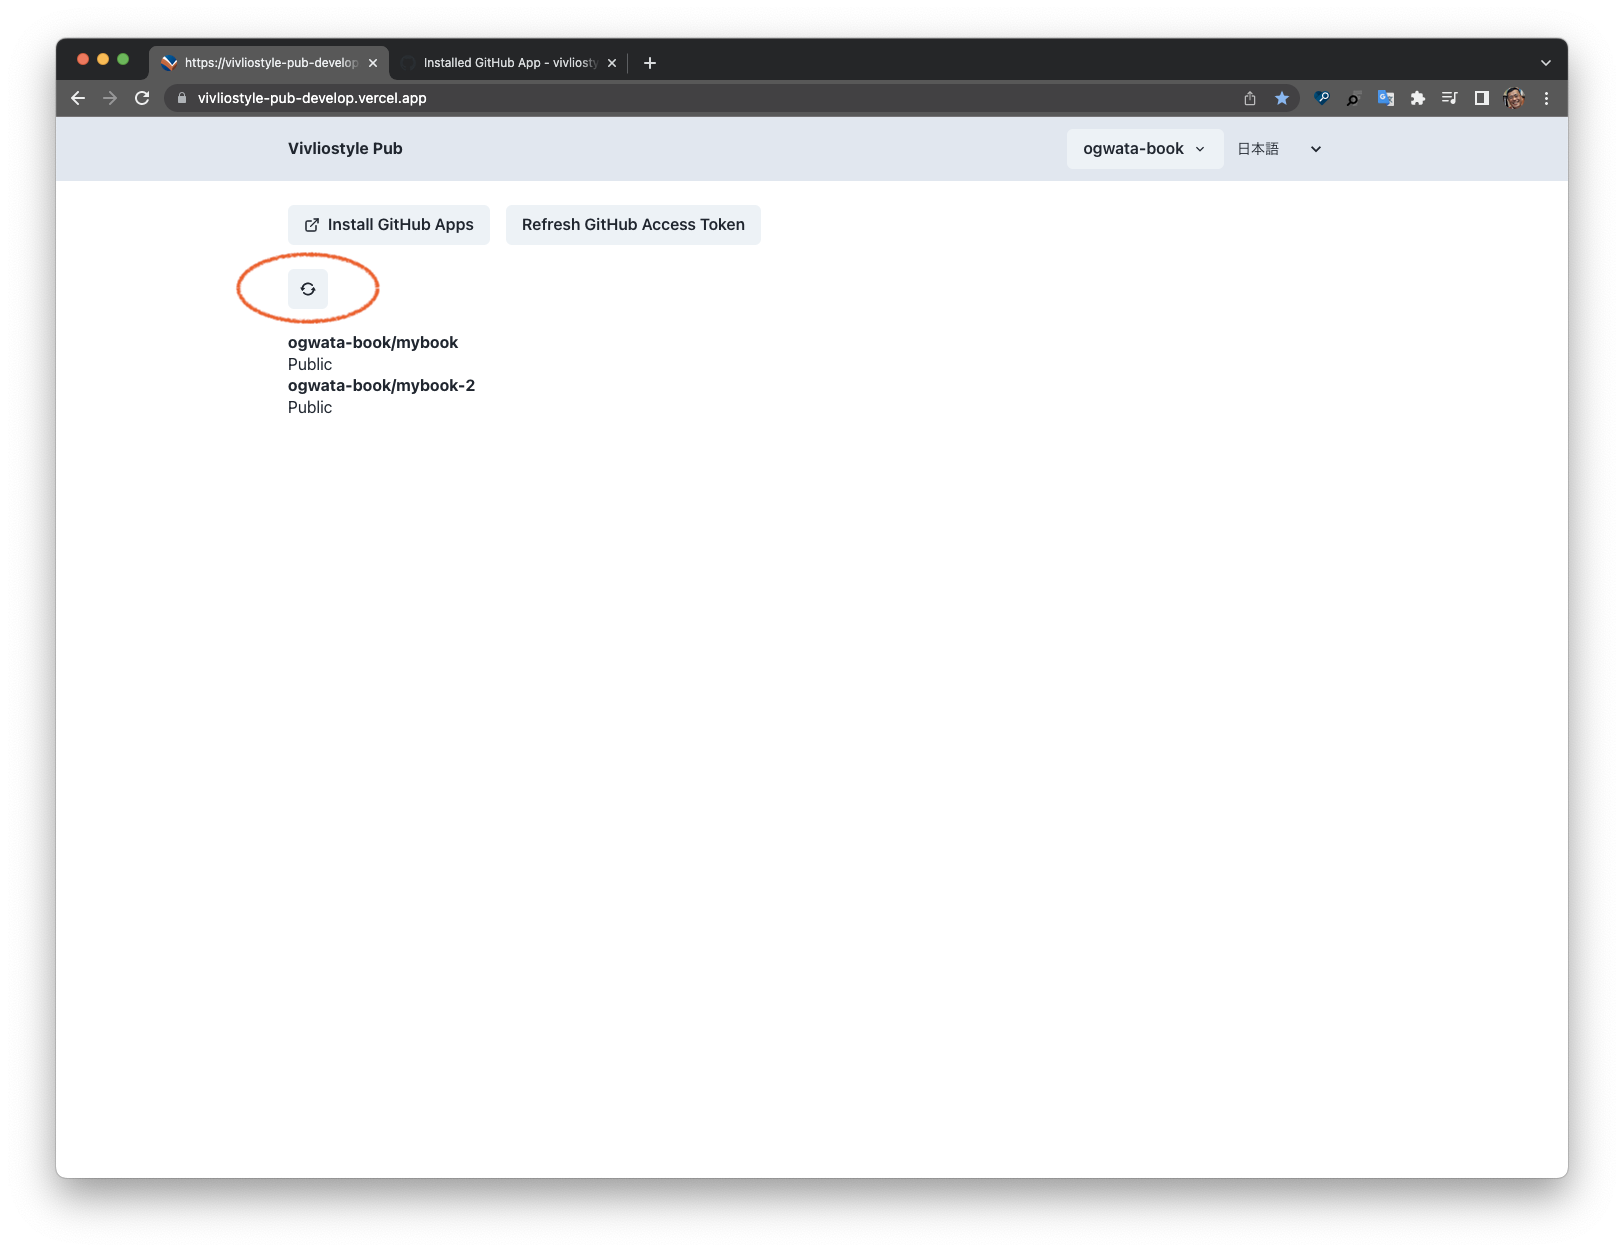 https://vivliostyle-pub-develop
Installed GitHub App - vivliosty
vivliostyle-pub-develop.vercel.app
Vivliostyle Pub
ogwata-book
日本語
Install GitHub Apps
Refresh GitHub Access Token
ogwata-book/mybook
Public
ogwata-book/mybook-2
Public